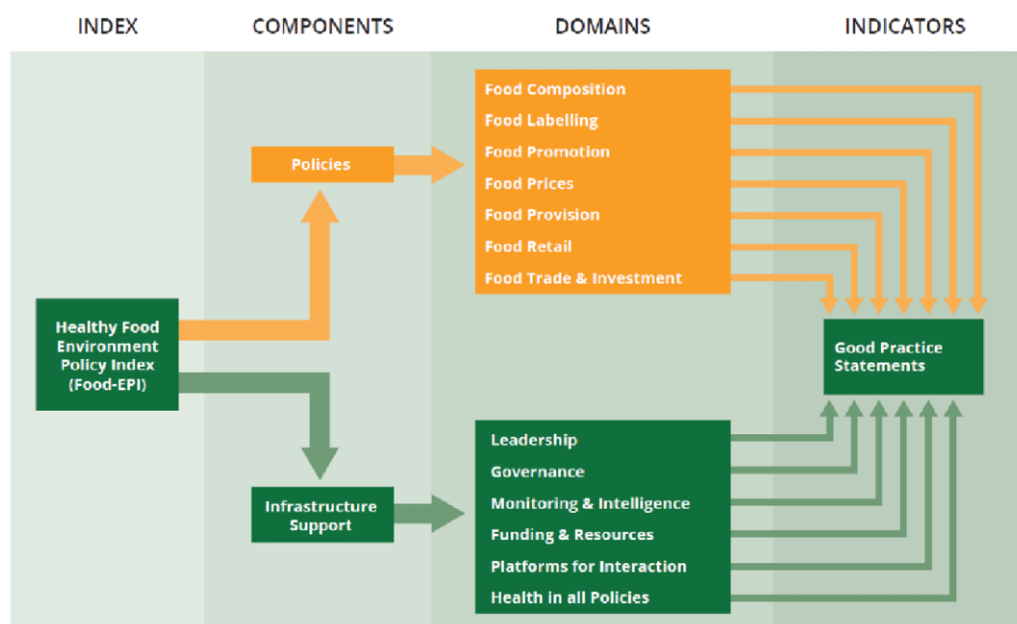 INDEX
COMPONENTS
DOMAINS
INDICATORS
Food Composition
Food Labelling
Food Promotion
Food Prices
Food Provision
Food Retail
Food Trade & Investment
Policies
Healthy Food
Environment
Policy Index
(Food-EPI)
Good Practice
Statements
Infrastructure
Support
Leadership
Governance
Monitoring & Intelligence
Funding & Resources
Platforms for Interaction
Health in all Policies